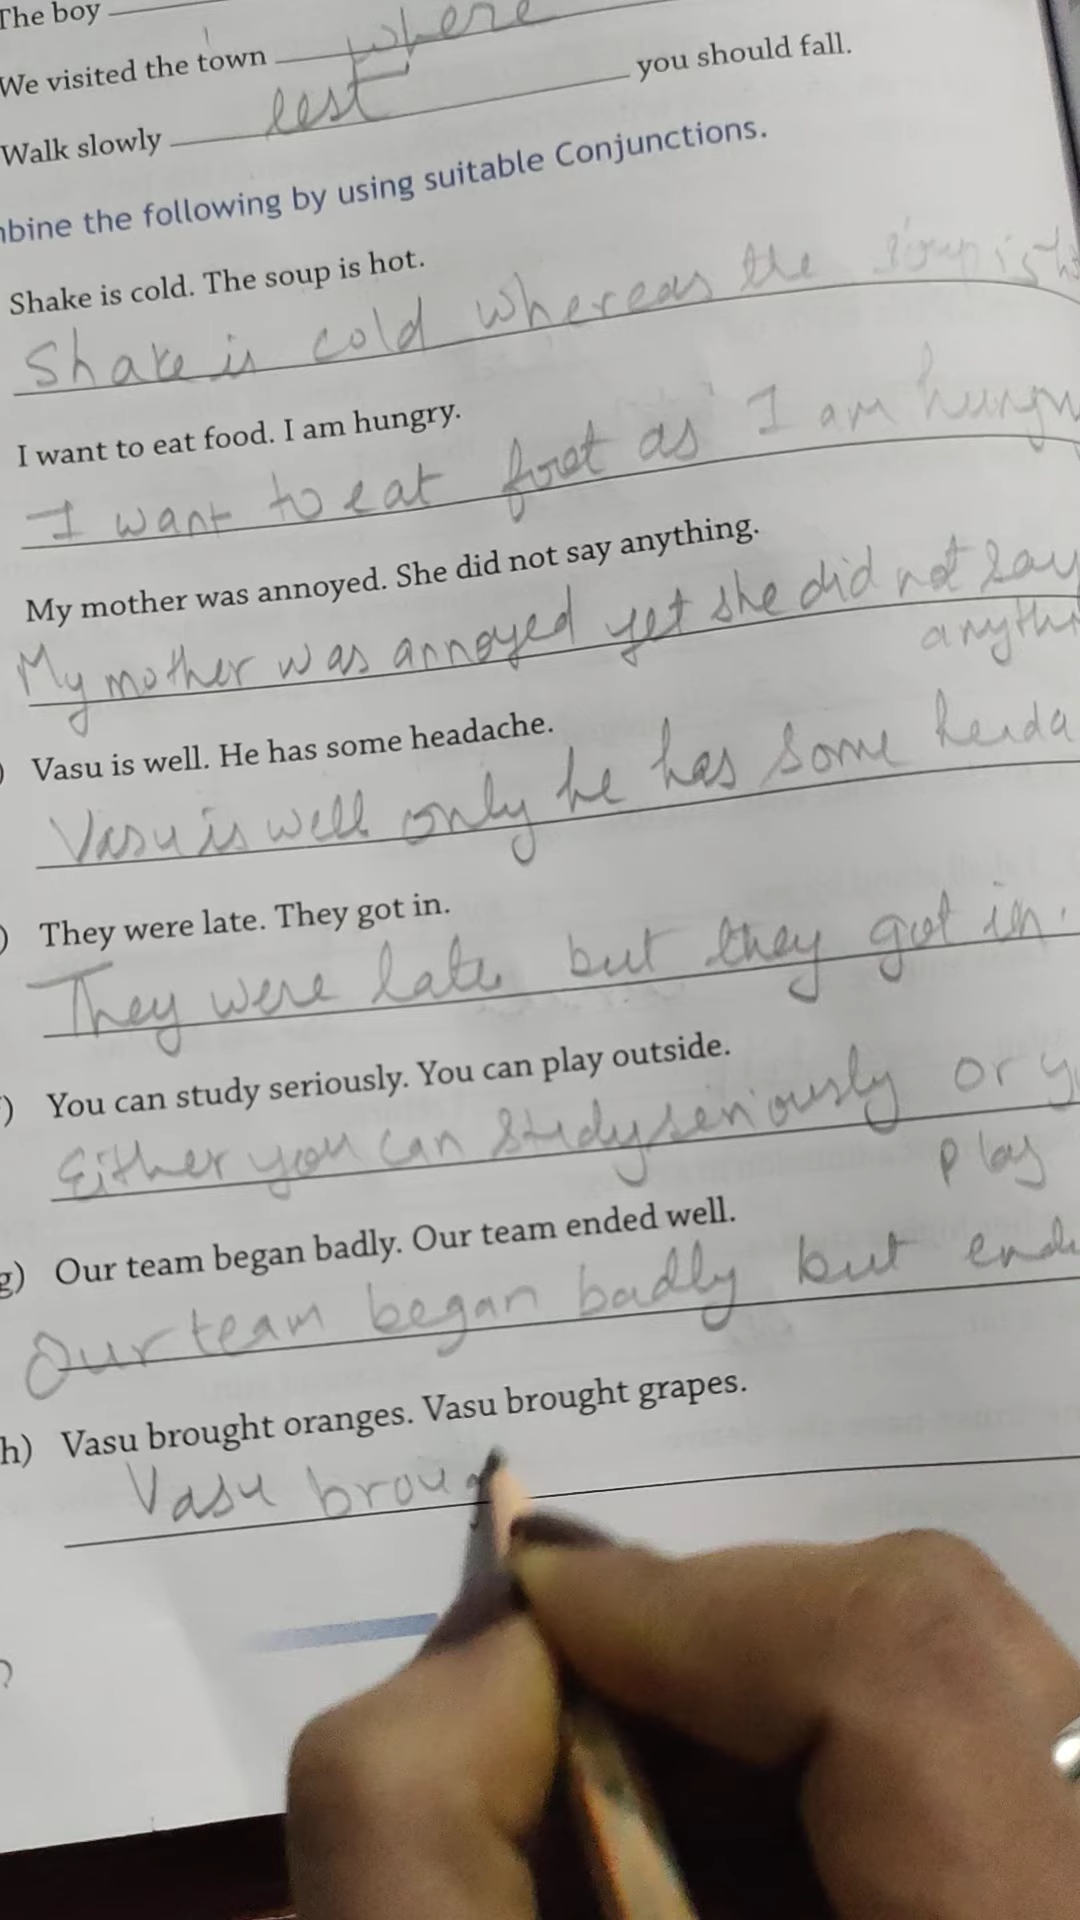 The boy
where
We visited the town
lest
you should fall.
Walk slowly
bine the following by using suitable Conjunctions.
Shake is cold. The soup is hot.
Shake is cold whereas the soup is
I want to eat food. I am hungry.
I want to eat as I am
My mother was annoyed. She did not say anything.
My mother was annoyed yet she did not say
anythi
Vasu is well. He has some headache.
Vasu is well only he has some heada
They were late. They got in.
They were late but they got in.
You can study seriously. You can play outside.
Either you can study seriously or y
play
g) Our team began badly. Our team ended well.
Our team began badly but end
h) Vasu brought oranges. Vasu brought grapes.
Vasu broug